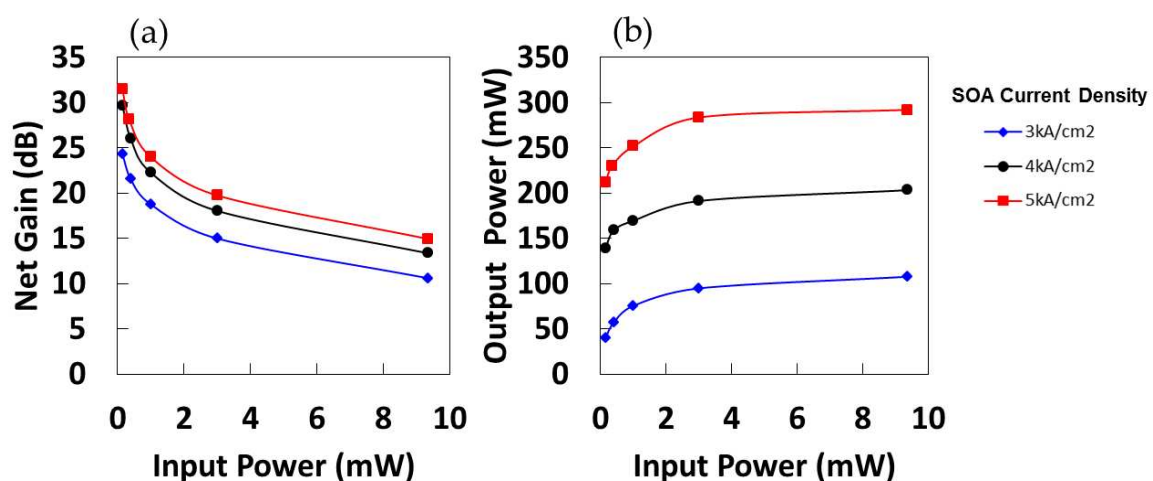 (a)
35
30
25
20
15
10
5
0
Net Gain (dB)
0 2 4 6 8 10
Input Power (mW)
(b)
350
300
250
200
150
100
50
0
Output Power (mW)
0 2 4 6 8 10
Input Power (mW)
SOA Current Density
3kA/cm2
4kA/cm2
5kA/cm2